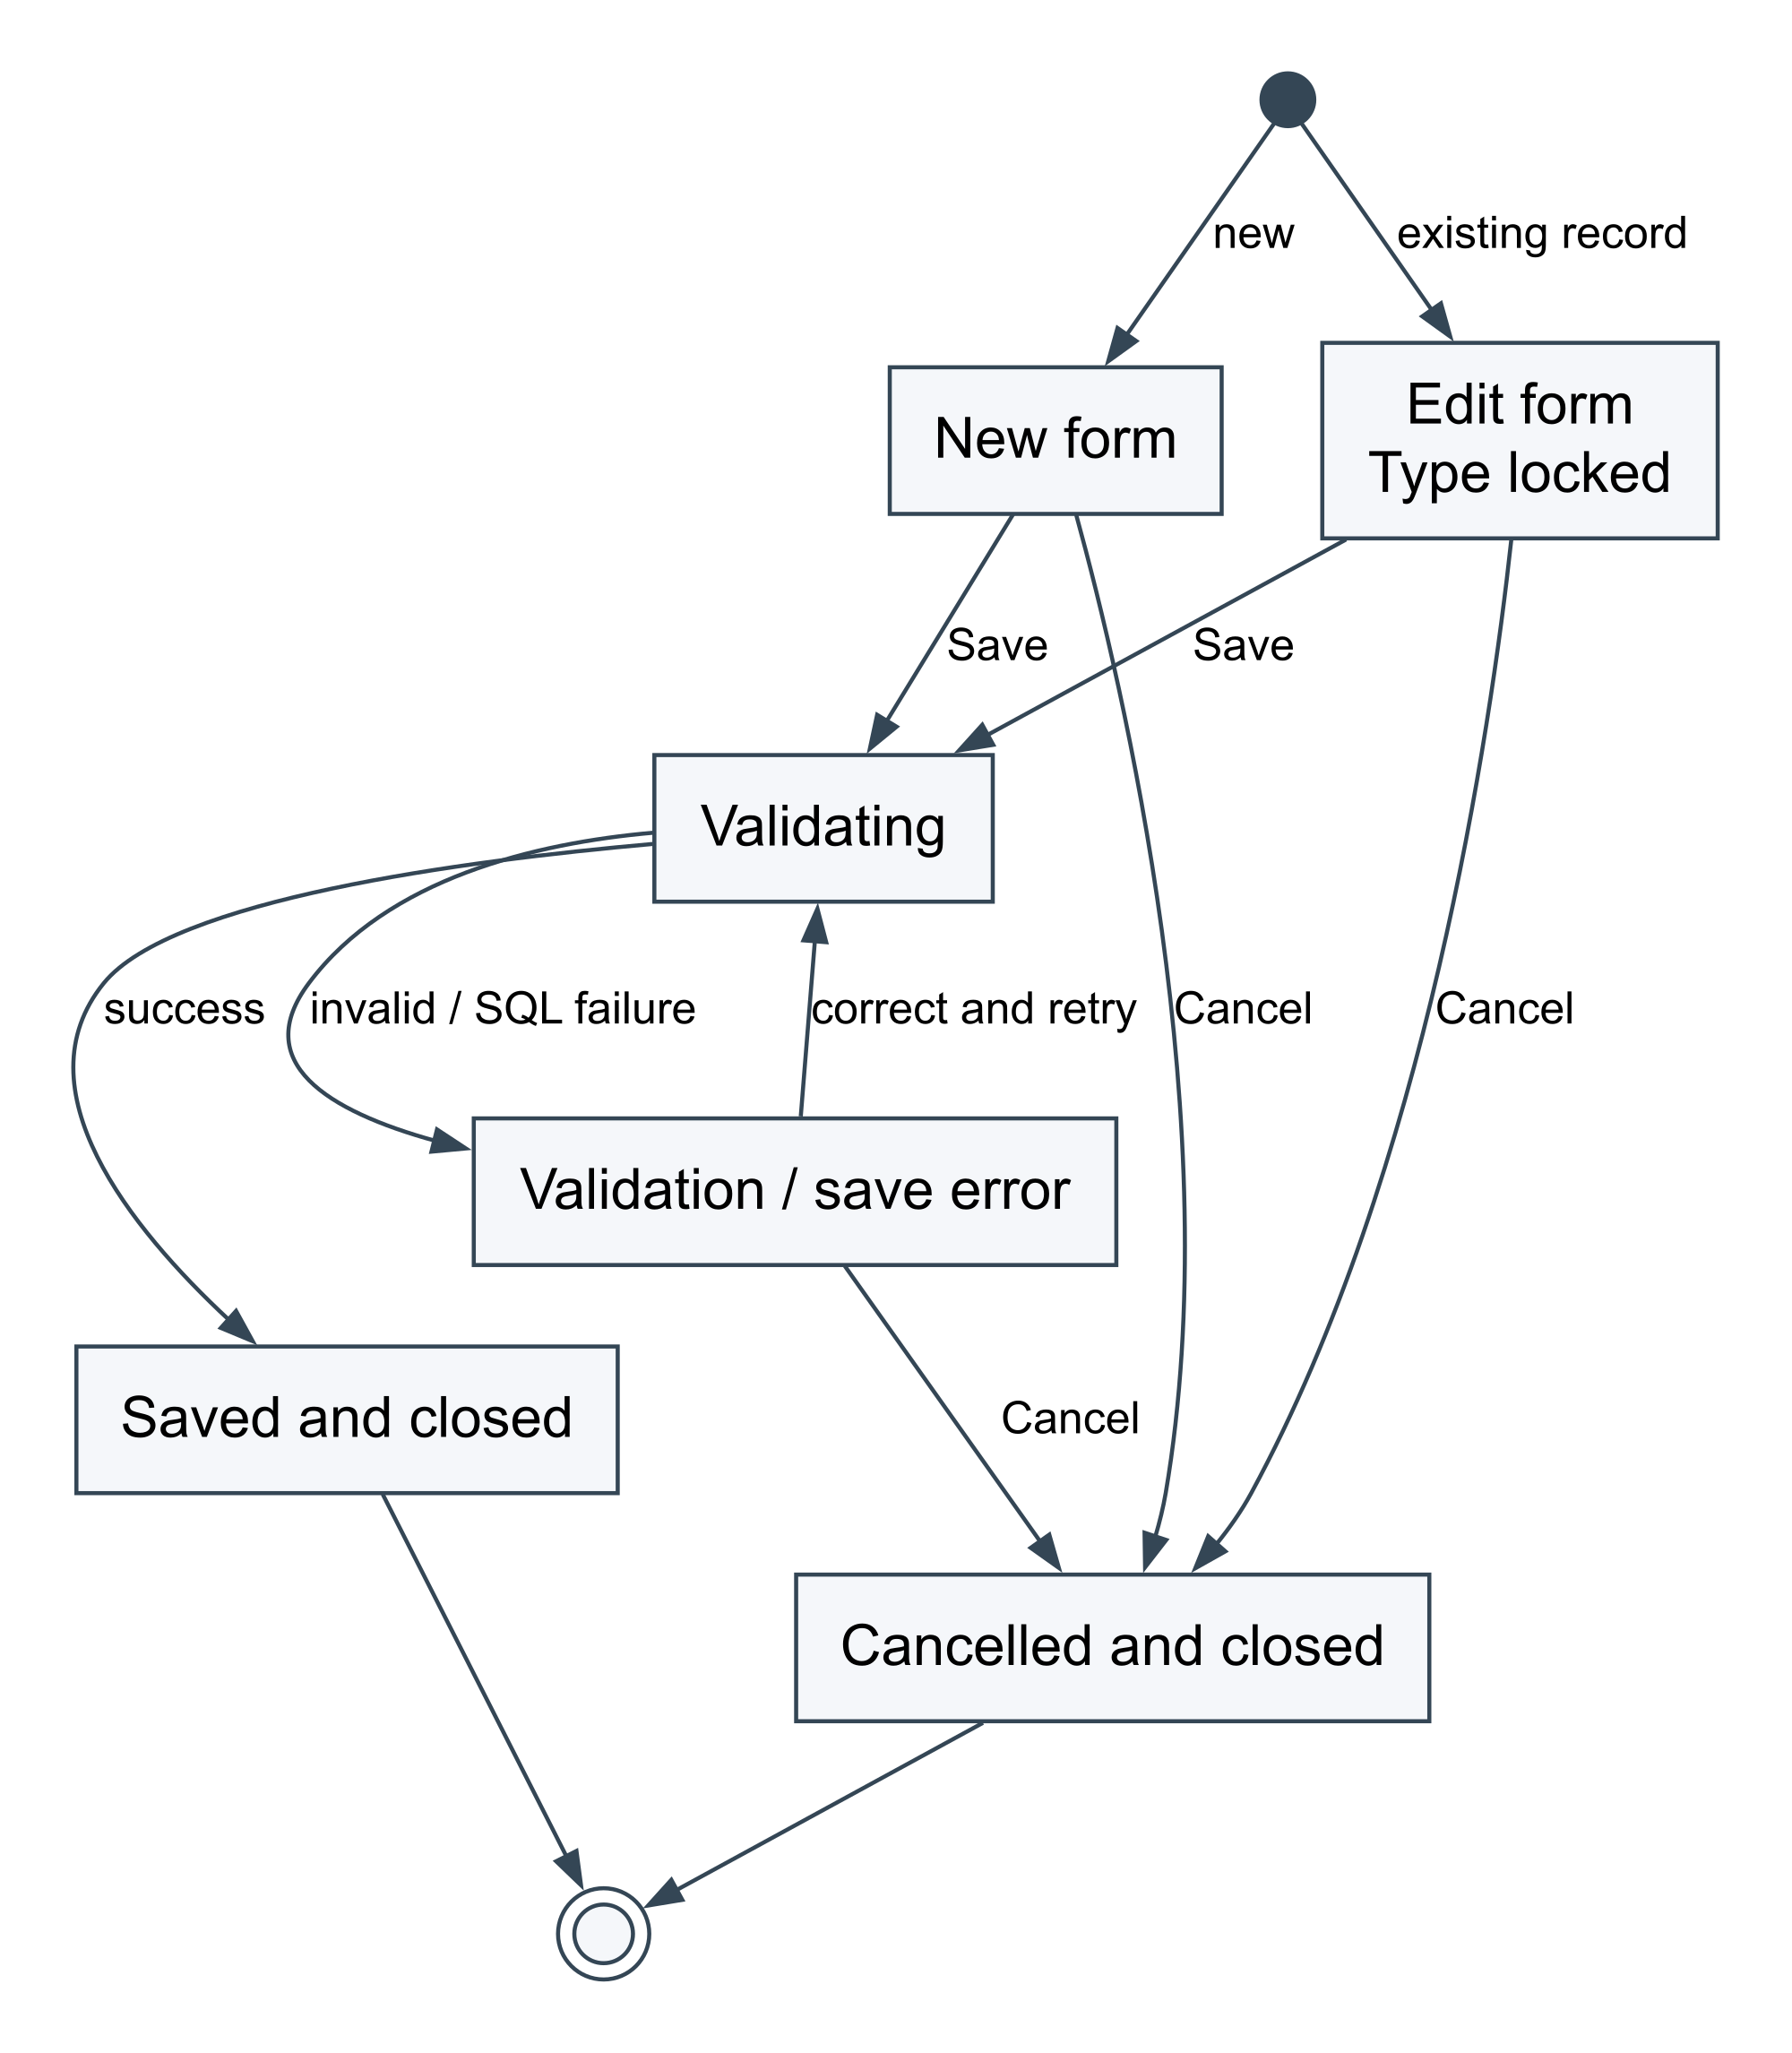 new
existing record
New form
Edit form
Type locked
Save
Save
Validating
success
invalid / SQL failure
correct and retry
Cancel
Cancel
Validation / save error
Saved and closed
Cancel
Cancelled and closed